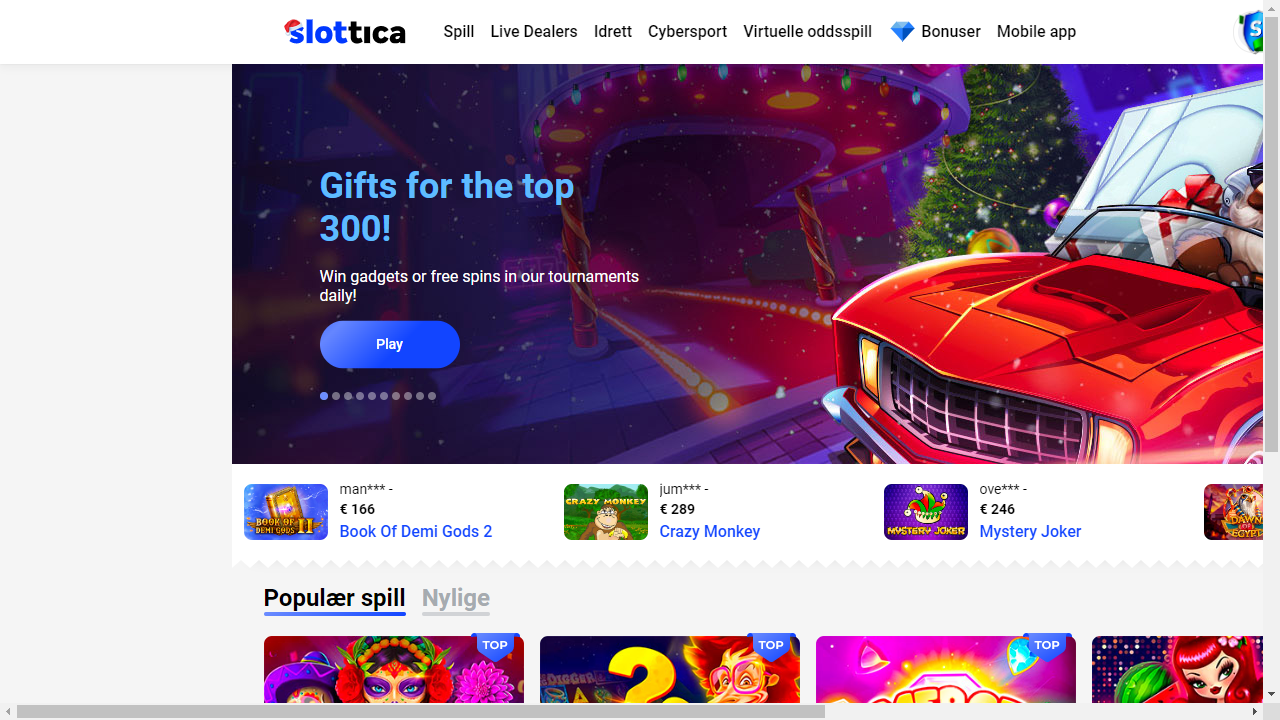 slottica
Spill
Live Dealers
Idrett
Cybersport
Virtuelle oddsspill
Bonuser
Mobile app
S
Gifts for the top
300!
Win gadgets or free spins in our tournaments
daily!
Play
BOOK OF
DEMI GODS II
man*** -
€ 166
Book Of Demi Gods 2
CRAZY MONKEY
jum*** -
€ 289
Crazy Monkey
MYSTERY JOKER
ove*** -
€ 246
Mystery Joker
DAWN
OF
EGYPT
Populær spill
Nylige
TOP
TOP
TOP